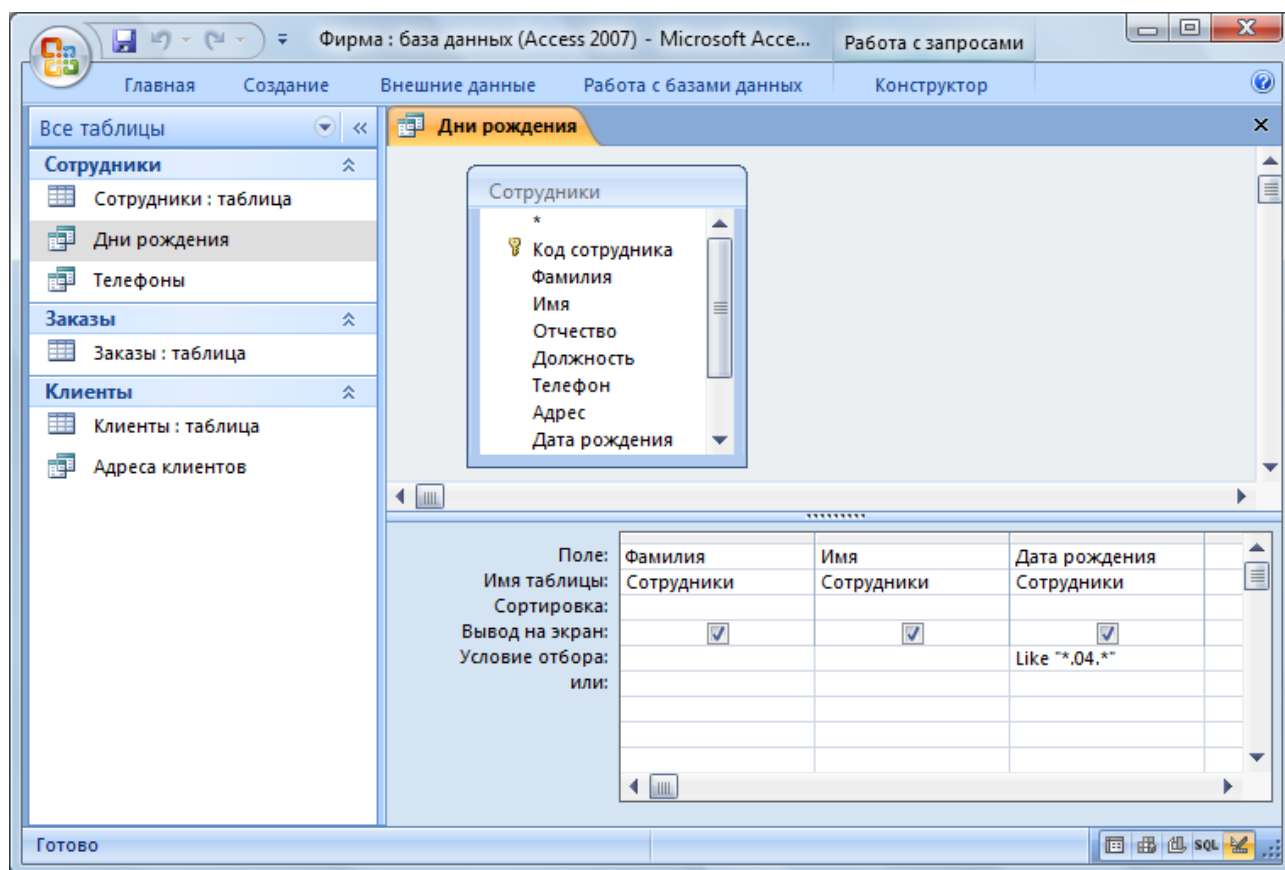 Фирма : база данных (Access 2007) - Microsoft Acce...
Работа с запросами
Главная Создание Внешние данные Работа с базами данных Конструктор
Все таблицы
Сотрудники
Сотрудники : таблица
Дни рождения
Телефоны
Заказы
Заказы : таблица
Клиенты
Клиенты : таблица
Адреса клиентов
Дни рождения
Сотрудники
*
Код сотрудника
Фамилия
Имя
Отчество
Должность
Телефон
Адрес
Дата рождения
Поле: Фамилия Имя Дата рождения
Имя таблицы: Сотрудники Сотрудники Сотрудники
Сортировка:
Вывод на экран:
Условие отбора: Like "*.04.*"
или:
Готово
SQL